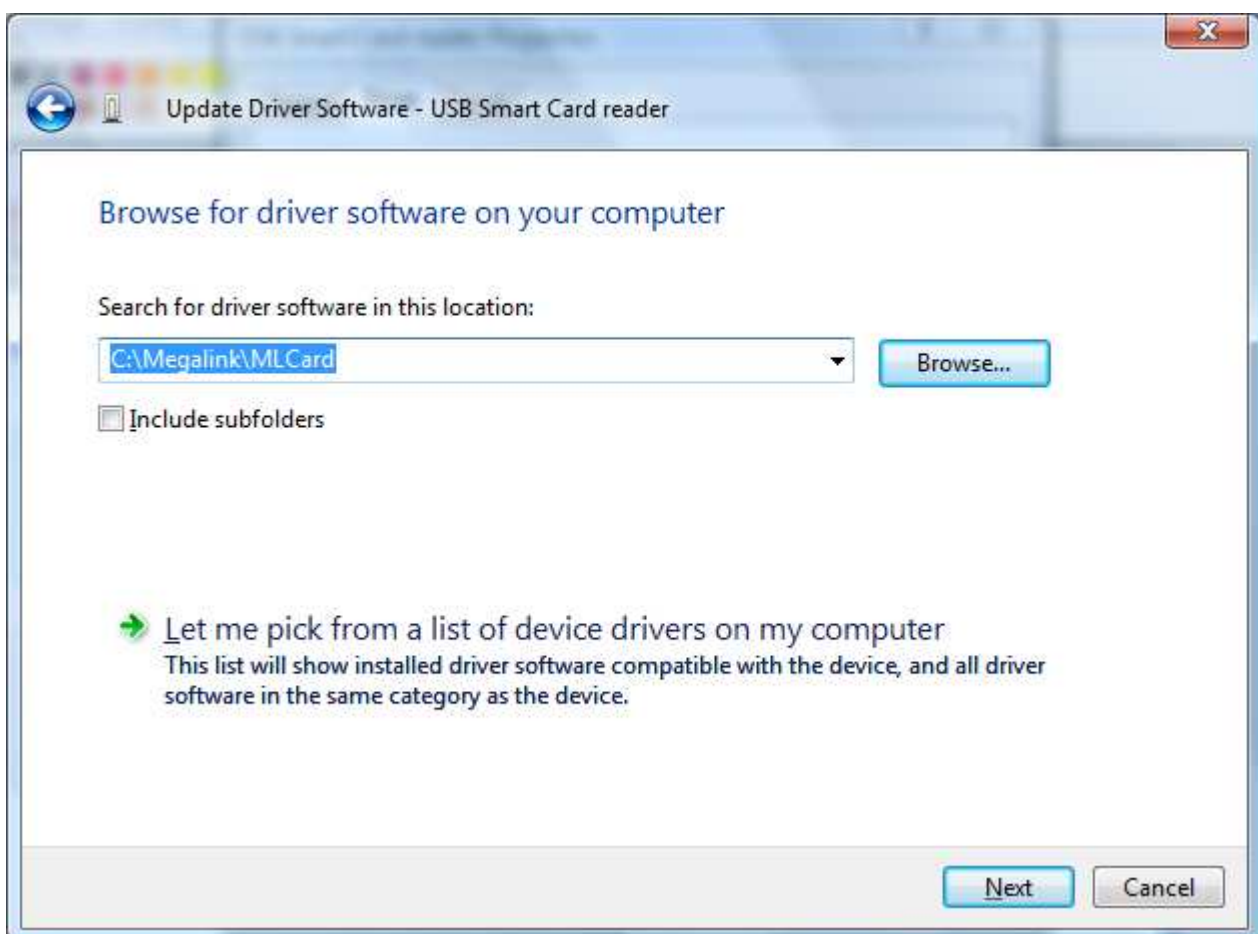 Update Driver Software - USB Smart Card reader
Browse for driver software on your computer
Search for driver software in this location:
C:\Megalink\MLCard
Browse...
Include subfolders
Let me pick from a list of device drivers on my computer
This list will show installed driver software compatible with the device, and all driver
software in the same category as the device.
Next
Cancel